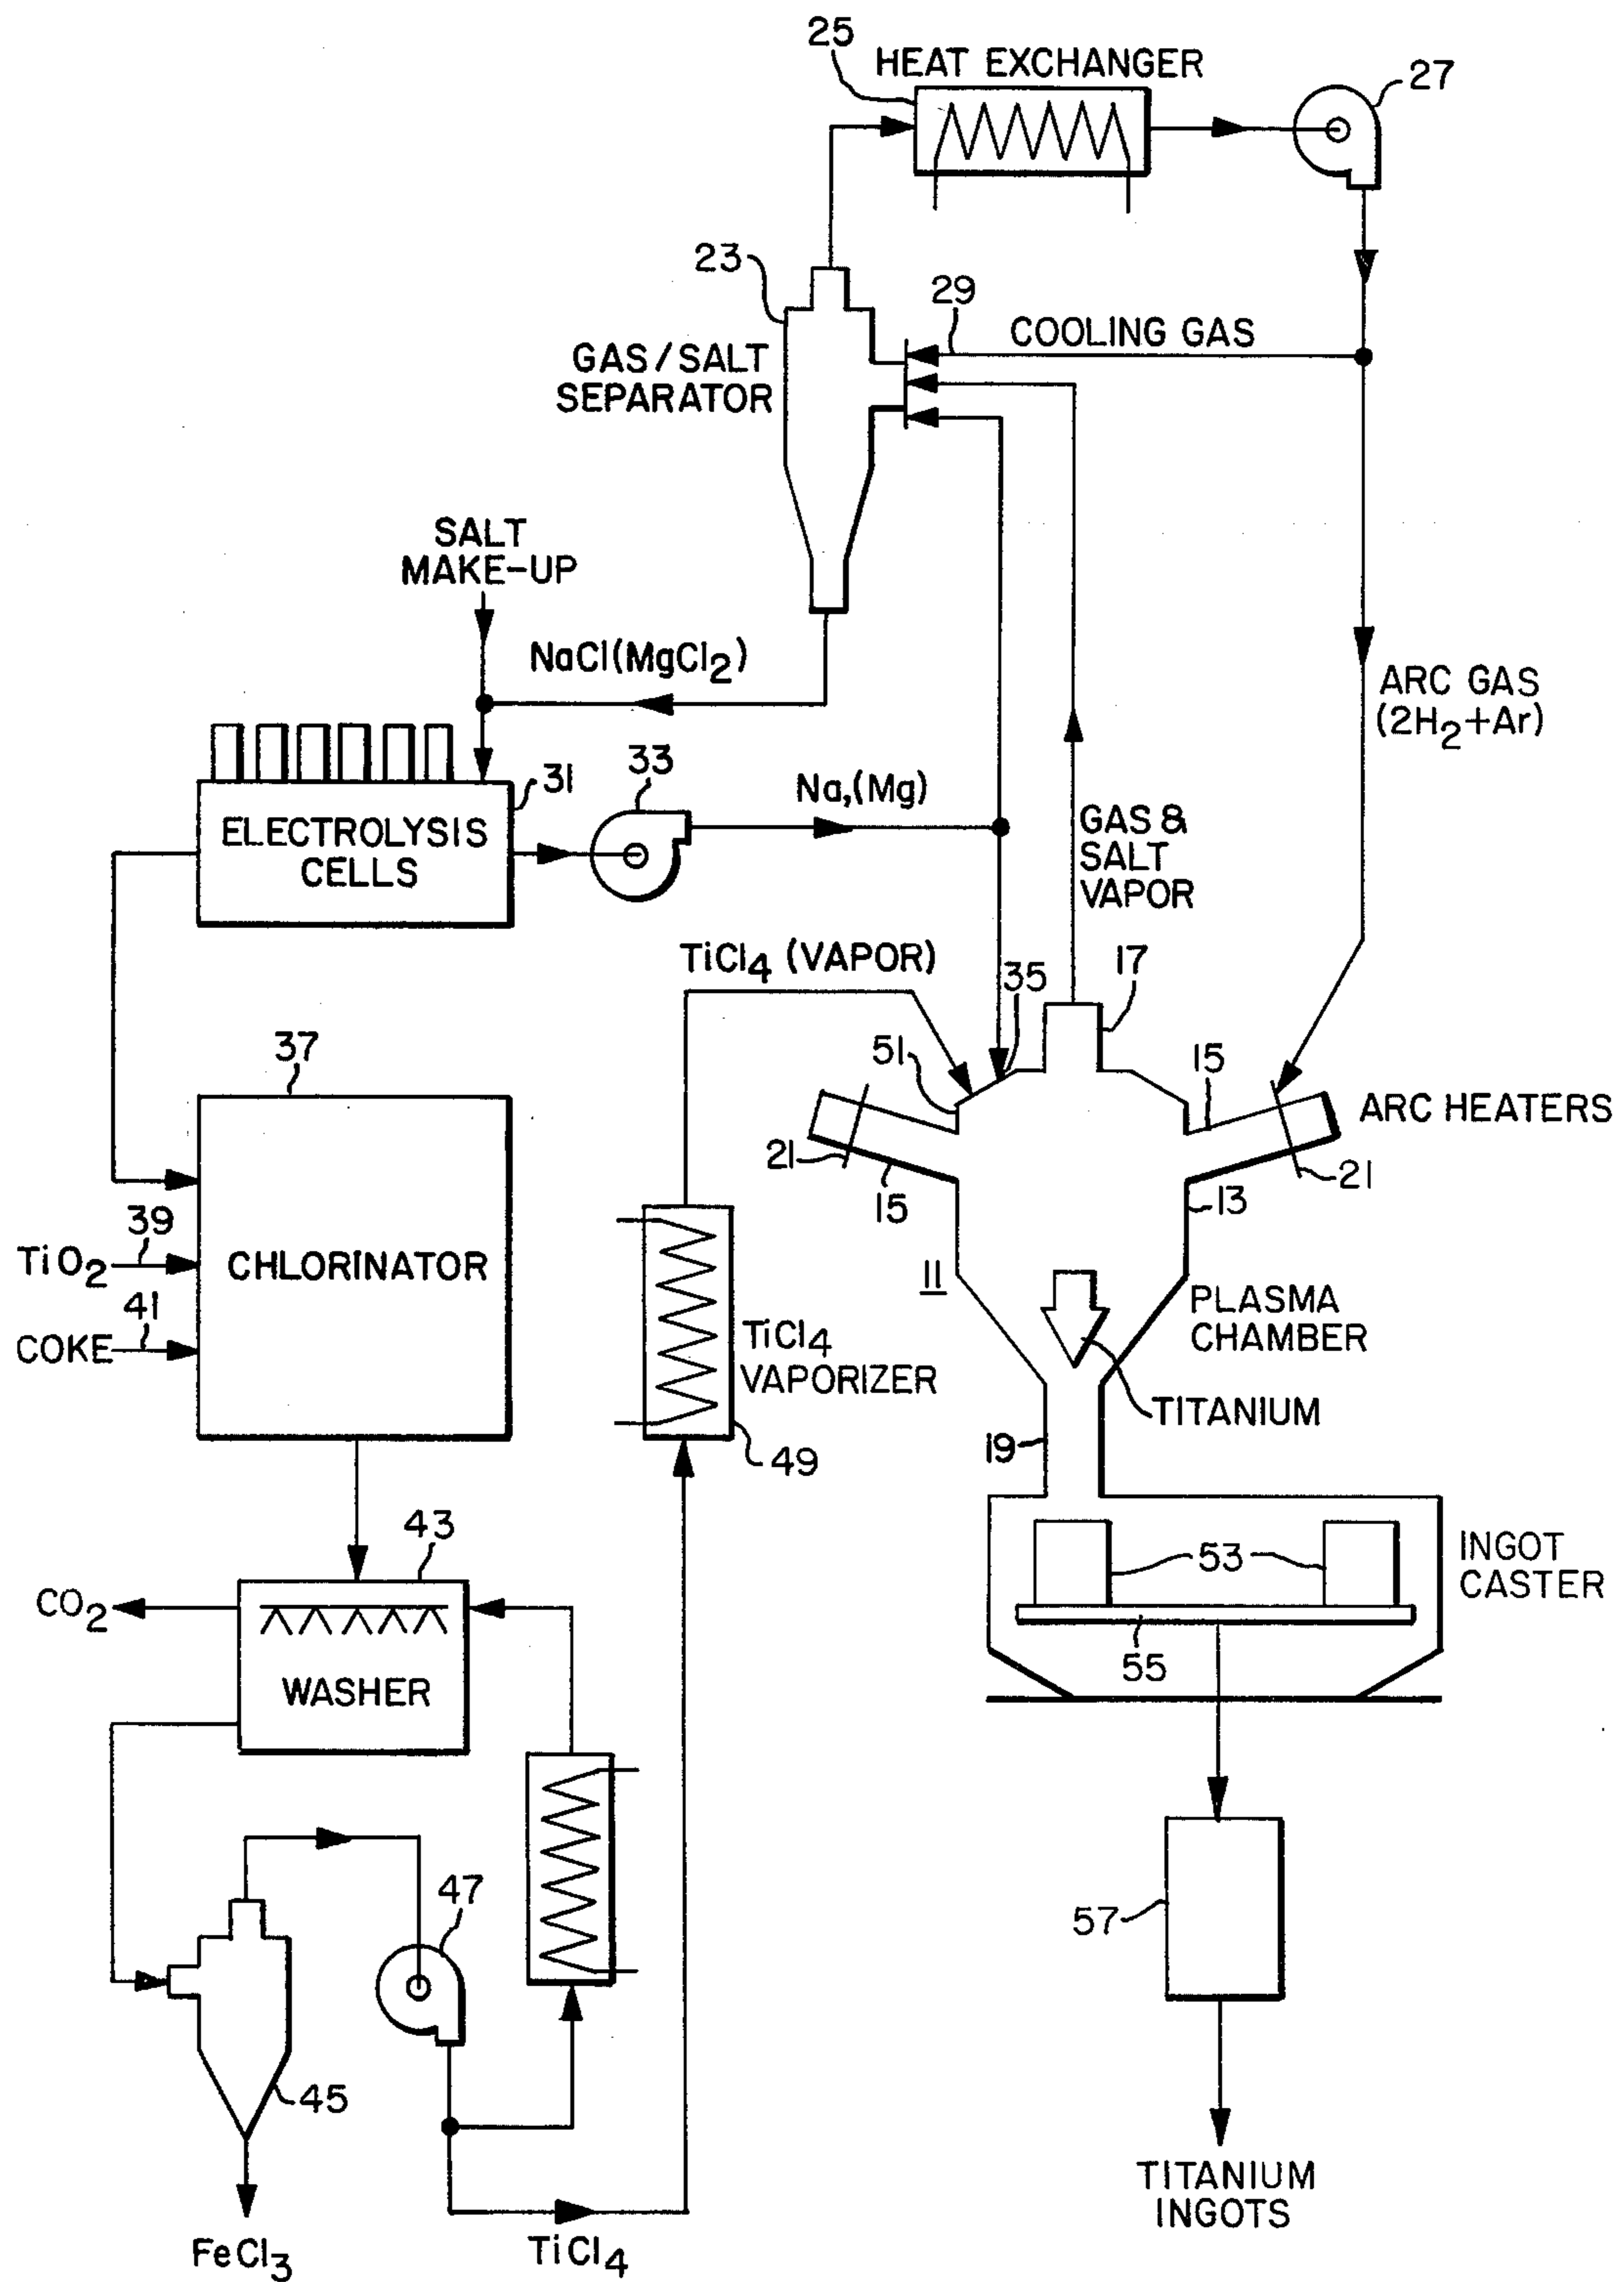 25
HEAT EXCHANGER
27
23
29
COOLING GAS
GAS/SALT
SEPARATOR
SALT
MAKE-UP
NaCl(MgCl2)
ARC GAS
(2H2+Ar)
31
33
Na,(Mg)
ELECTROLYSIS
CELLS
GAS &
SALT
VAPOR
TiCl4 (VAPOR)
35
17
37
51
15
ARC HEATERS
21
15
21
13
39
TiO2
CHLORINATOR
11
41
COKE
PLASMA
CHAMBER
TiCl4
VAPORIZER
TITANIUM
19
49
43
53
INGOT
CASTER
CO2
55
WASHER
47
57
45
TITANIUM
INGOTS
FeCl3
TiCl4